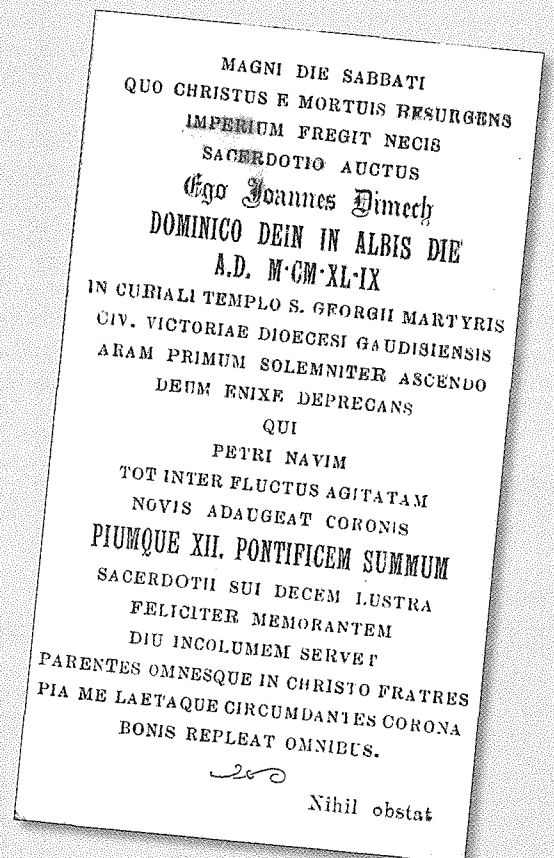 MAGNI DIE SABBATI
QUO CHRISTUS E MORTUIS RESURGENS
IMPERIUM FREGIT NECIS
SACERDOTIO AUCTUS
Ego Joannes Dimech
DOMINICO DEIN IN ALBIS DIE
A.D. M·CM·XL·IX
IN CURIALI TEMPLO S. GEORGII MARTYRIS
CIV. VICTORIAE DIOECESI GAUDISIENSIS
ARAM PRIMUM SOLEMNITER ASCENDO
DEUM ENIXE DEPRECANS
QUI
PETRI NAVIM
TOT INTER FLUCTUS AGITATAM
NOVIS ADAUGEAT CORONIS
PIUMQUE XII. PONTIFICEM SUMMUM
SACERDOTII SUI DECEM LUSTRA
FELICITER MEMORANTEM
DIU INCOLUMEM SERVET
PARENTES OMNESQUE IN CHRISTO FRATRES
PIA ME LAETAQUE CIRCUMDANTES CORONA
BONIS REPLEAT OMNIBUS.
Nihil obstat